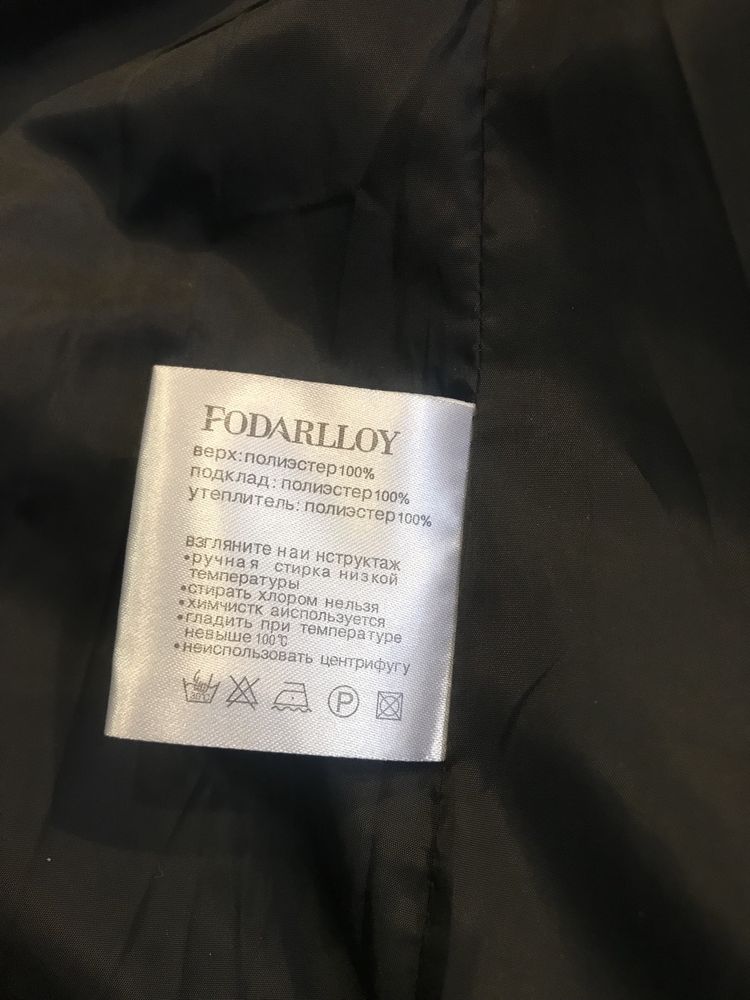 FODARLLOY
верх:полиэстер100%
подклад: полиэстер100%
утеплитель: полиэстер100%
взгляните наи нструктаж
•ручная стирка низкой
температуры
•стирать хлором нельзя
•химчистк аиспользуется
•гладить при температуре
невыше 100℃
•неиспользовать центрифугу
P